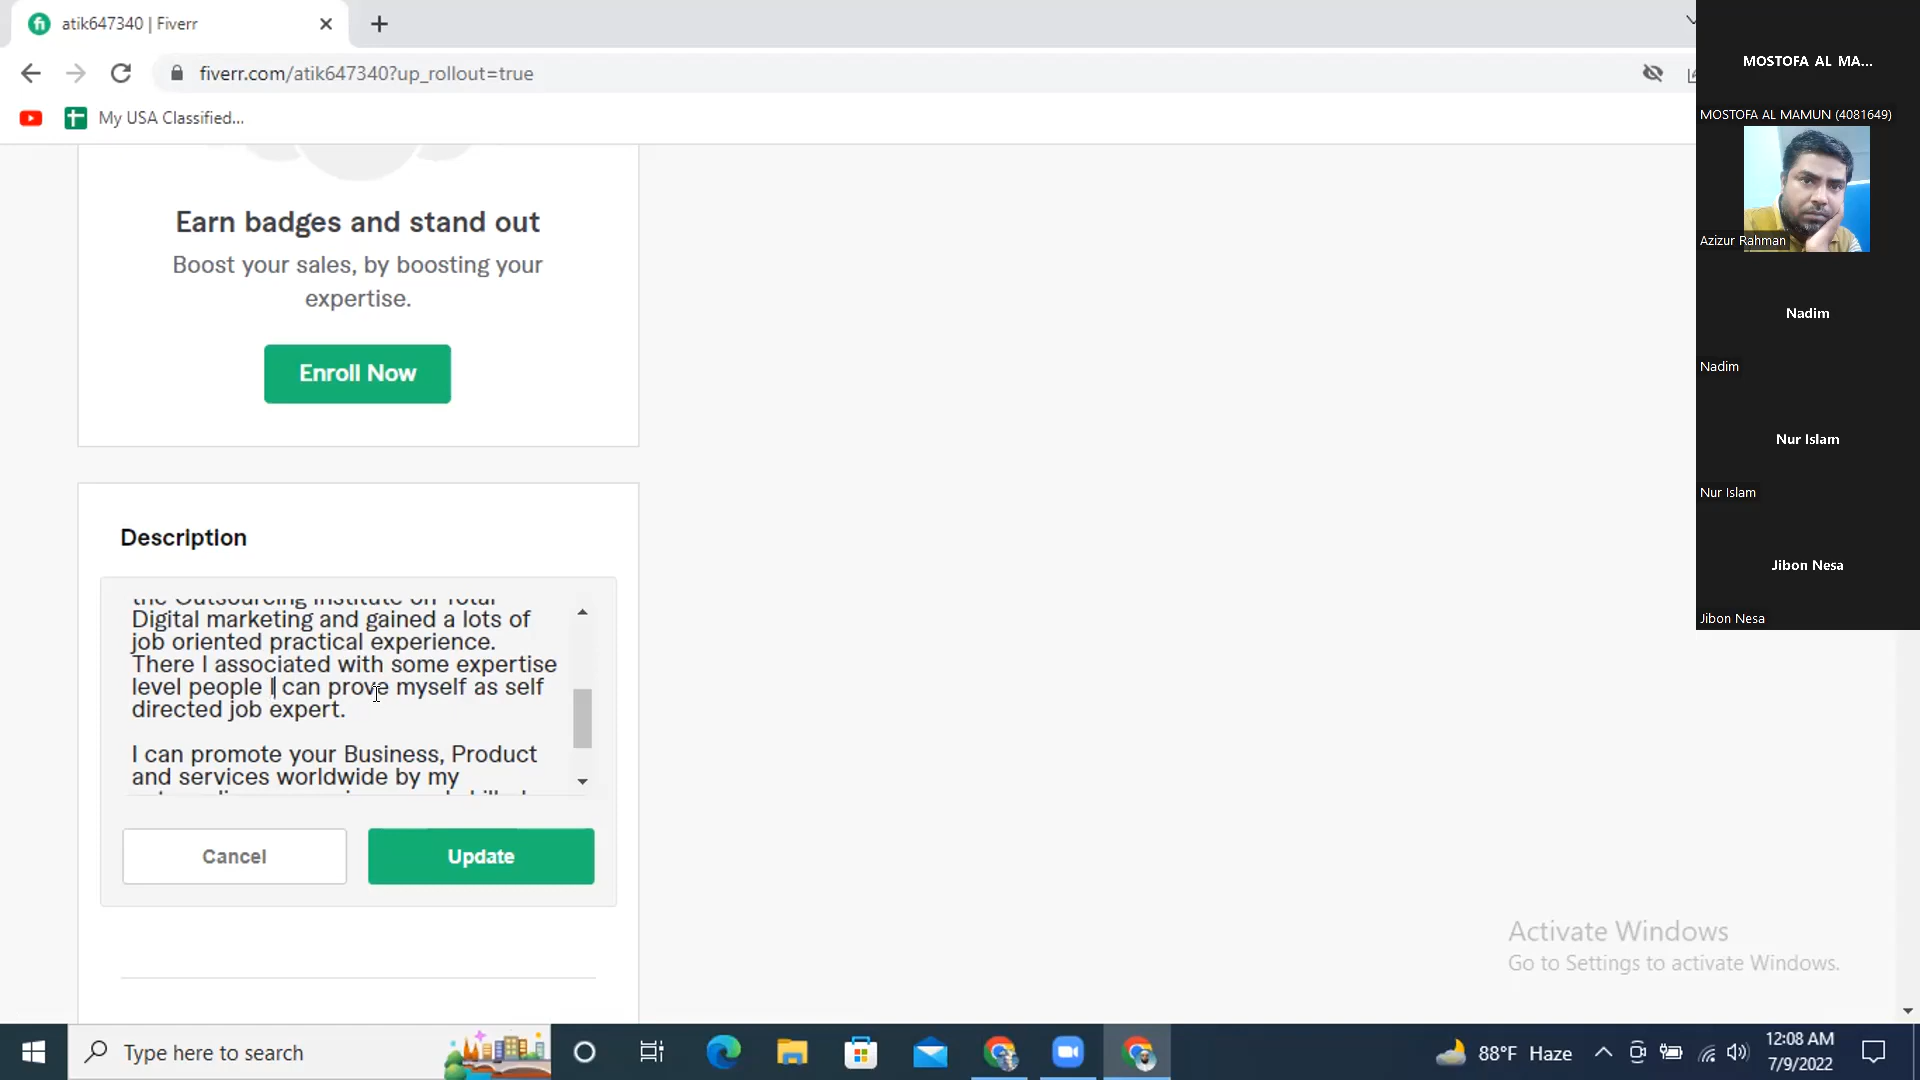 atik647340 | Fiverr
fiverr.com/atik647340?up_rollout=true
My USA Classified...
Earn badges and stand out
Boost your sales, by boosting your
expertise.
Enroll Now
Description
the Outsourcing Institute on Total
Digital marketing and gained a lots of
job oriented practical experience.
There I associated with some expertise
level people I can prove myself as self
directed job expert.
I can promote your Business, Product
and services worldwide by my
Cancel
Update
MOSTOFA AL MA...
MOSTOFA AL MAMUN (4081649)
Azizur Rahman
Nadim
Nadim
Nur Islam
Nur Islam
Jibon Nesa
Jibon Nesa
Activate Windows
Go to Settings to activate Windows.
Type here to search
88°F Haze
12:08 AM
7/9/2022